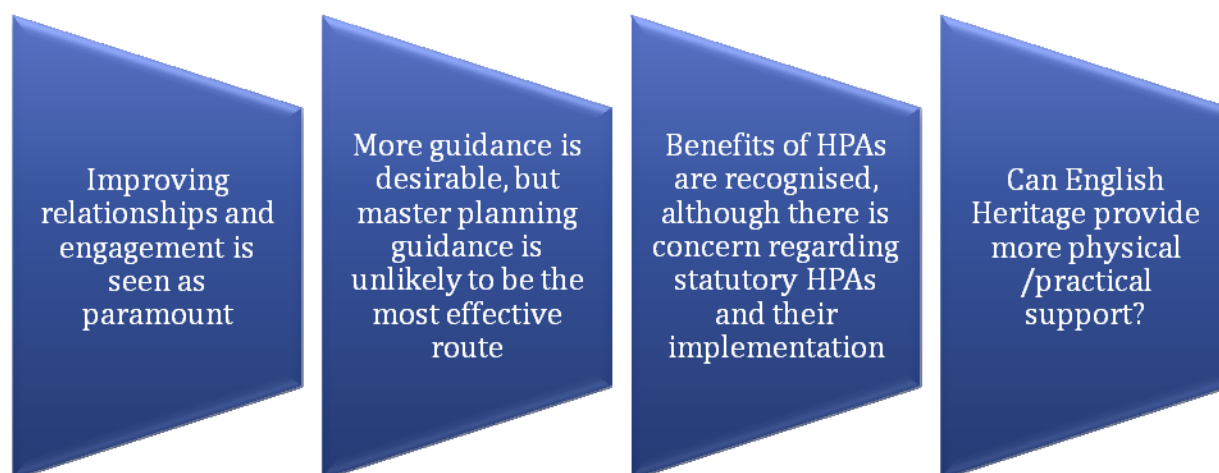 Improving
relationships and
engagement is
seen as
paramount
More guidance is
desirable, but
master planning
guidance is
unlikely to be the
most effective
route
Benefits of HPAs
are recognised,
although there is
concern regarding
statutory HPAs
and their
implementation
Can English
Heritage provide
more physical
/practical
support?